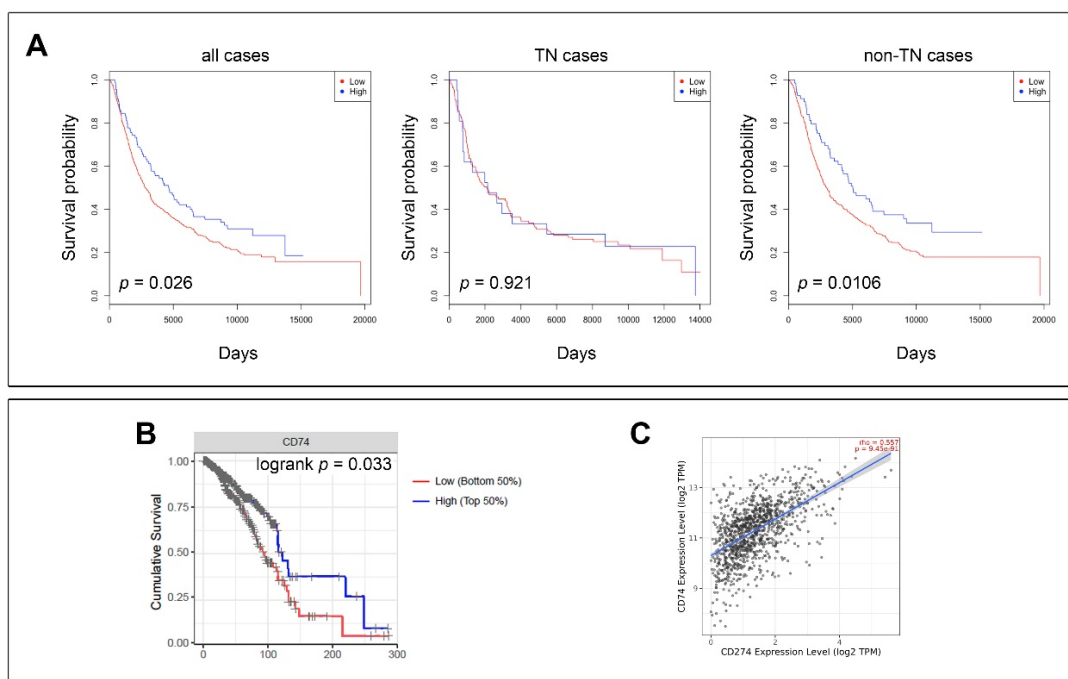 A
all cases
TN cases
non-TN cases
Low
High
Low
High
Low
High
Survival probability
1.0
0.8
0.6
0.4
0.2
0.0
p = 0.026
0
5000
10000
15000
20000
Days
Survival probability
1.0
0.8
0.6
0.4
0.2
0.0
p = 0.921
0
2000
4000
6000
8000
10000
12000
14000
Days
Survival probability
1.0
0.8
0.6
0.4
0.2
0.0
p = 0.0106
0
5000
10000
15000
20000
Days
B
CD74
logrank p = 0.033
Low (Bottom 50%)
High (Top 50%)
Cumulative Survival
1.00
0.75
0.50
0.25
0.00
0
100
200
300
C
rho = 0.557
p = 9.45e-91
CD74 Expression Level (log2 TPM)
13
11
9
0
2
4
CD274 Expression Level (log2 TPM)